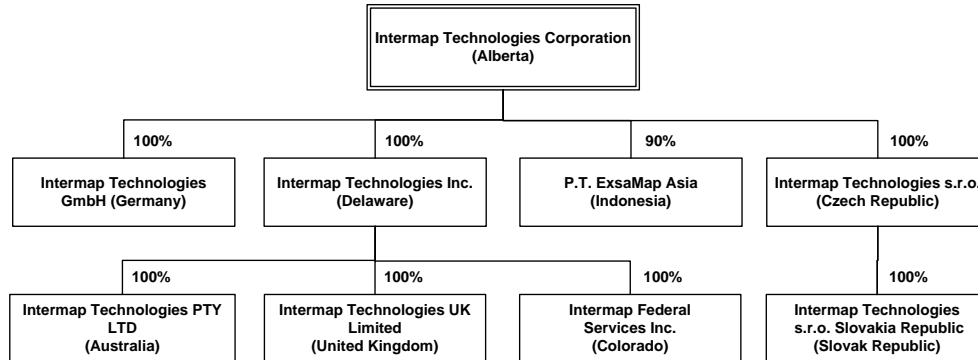 Intermap Technologies Corporation
(Alberta)
100%
100%
90%
100%
Intermap Technologies
GmbH (Germany)
Intermap Technologies Inc.
(Delaware)
P.T. ExsaMap Asia
(Indonesia)
Intermap Technologies s.r.o.
(Czech Republic)
100%
100%
100%
100%
Intermap Technologies PTY
LTD
(Australia)
Intermap Technologies UK
Limited
(United Kingdom)
Intermap Federal
Services Inc.
(Colorado)
Intermap Technologies
s.r.o. Slovakia Republic
(Slovak Republic)